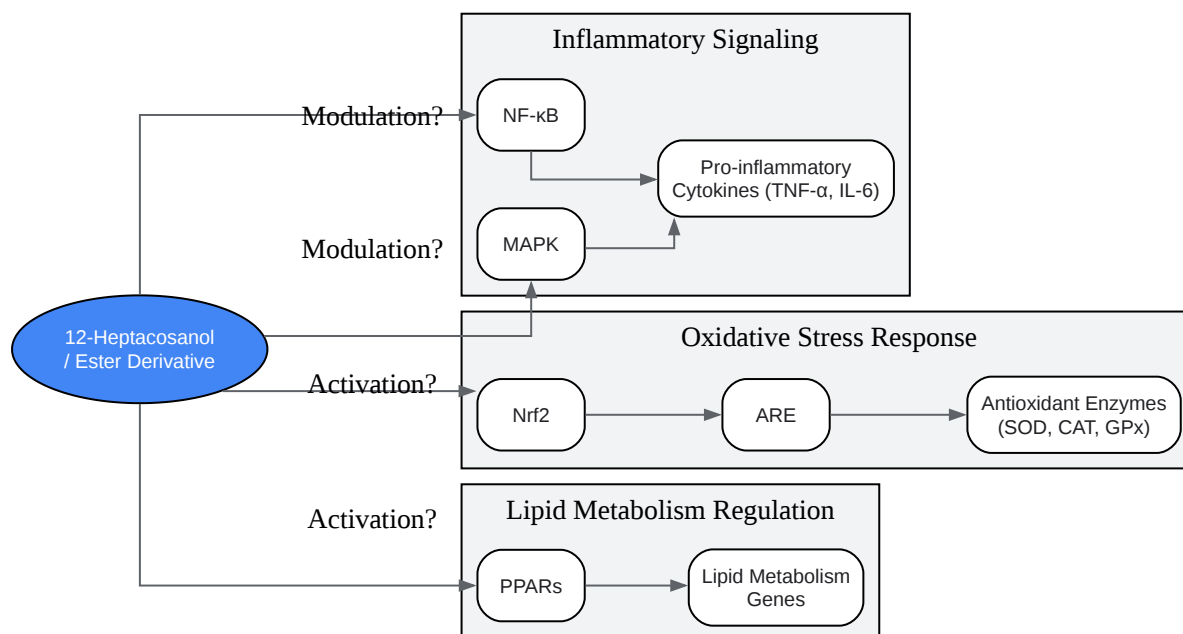 Inflammatory Signaling
Modulation?
NF-κB
Pro-inflammatory
Cytokines (TNF-α, IL-6)
Modulation?
MAPK
12-Heptacosanol
/ Ester Derivative
Oxidative Stress Response
Activation?
Nrf2
ARE
Antioxidant Enzymes
(SOD, CAT, GPx)
Lipid Metabolism Regulation
Activation?
PPARs
Lipid Metabolism
Genes